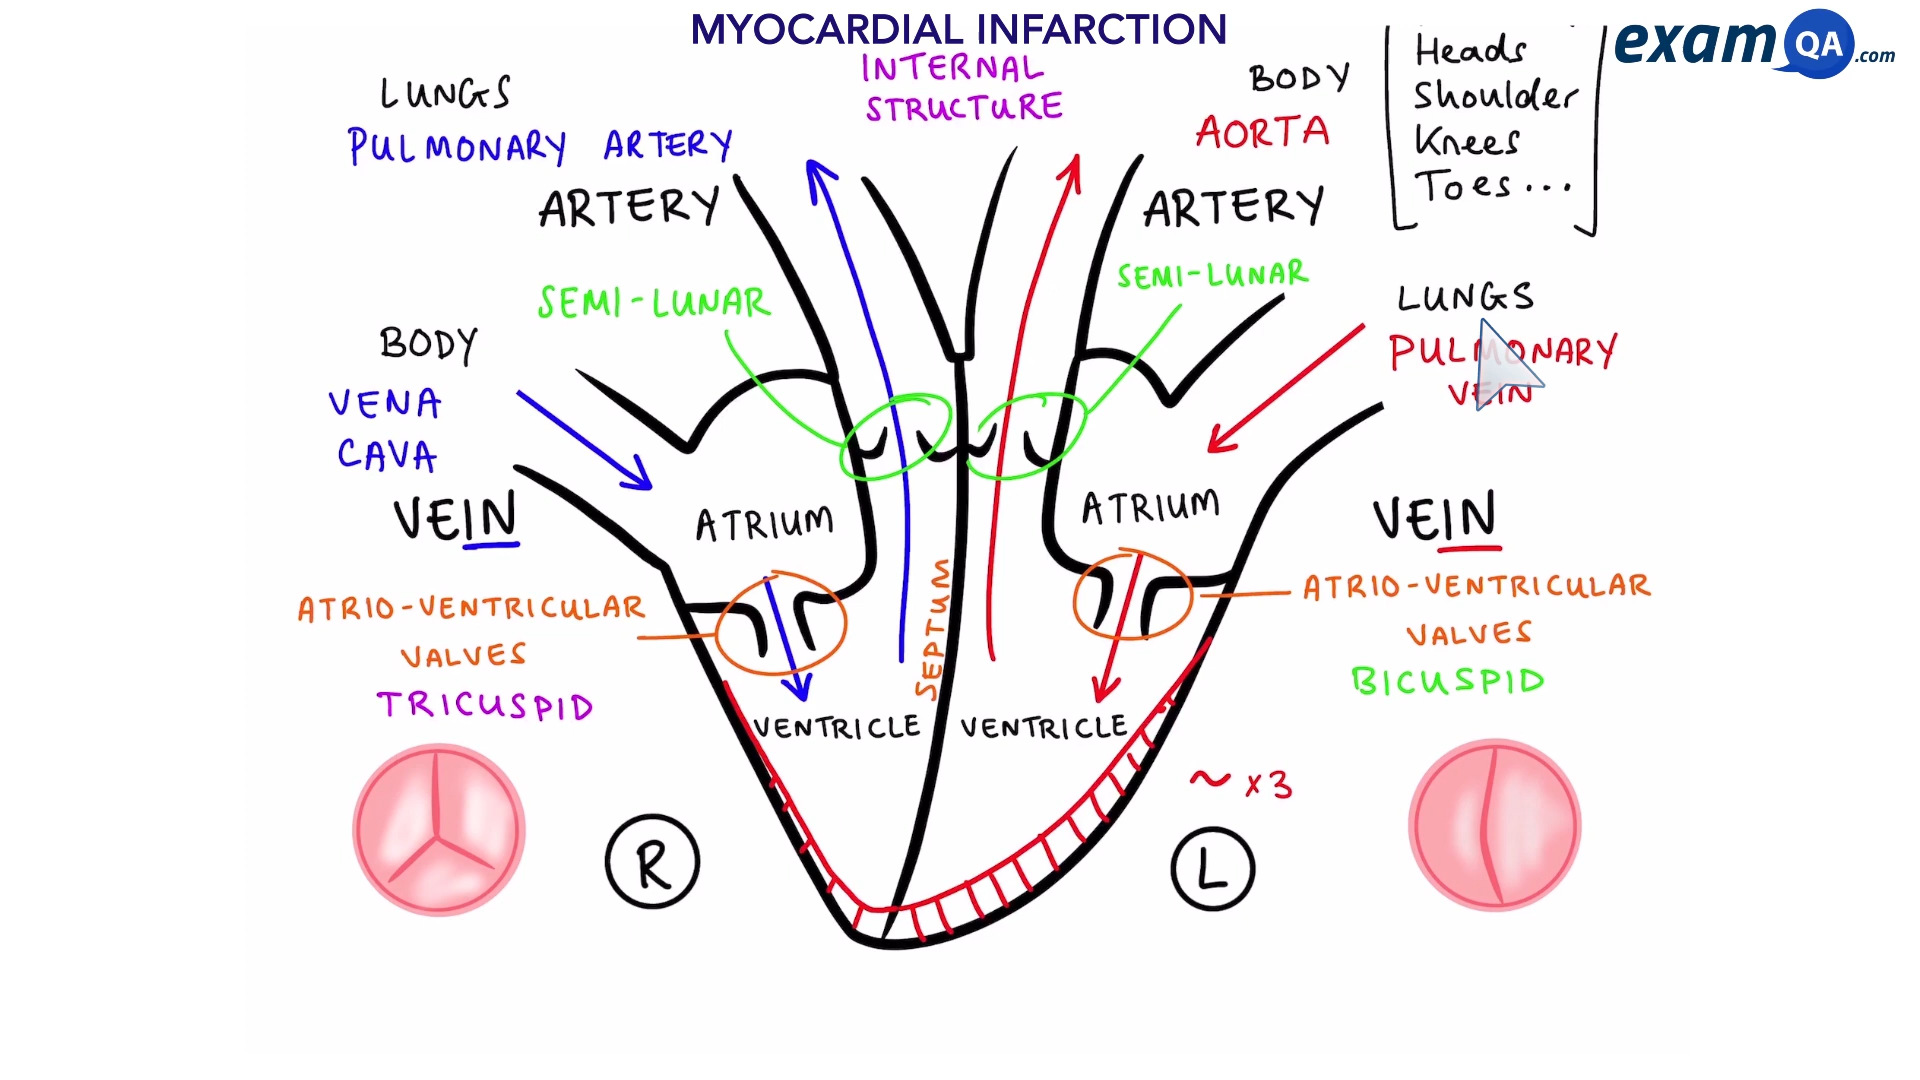 MYOCARDIAL INFARCTION
examQA.com
INTERNAL
STRUCTURE
LUNGS
PULMONARY ARTERY
ARTERY
SEMI-LUNAR
BODY
VENA
CAVA
VEIN
ATRIUM
ATRIO-VENTRICULAR
VALVES
TRICUSPID
VENTRICLE
R
SEPTUM
BODY
AORTA
ARTERY
Heads
Shoulder
Knees
Toes...
SEMI-LUNAR
LUNGS
PULMONARY
VEIN
ATRIUM
VEIN
ATRIO-VENTRICULAR
VALVES
BICUSPID
VENTRICLE
~ x3
L